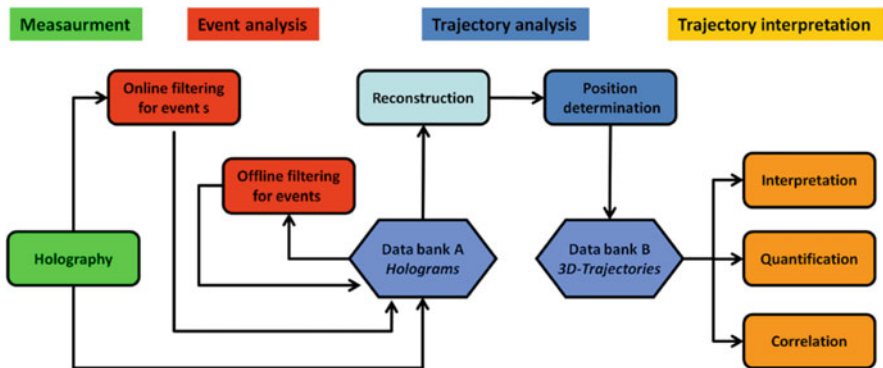 Measaurment
Event analysis
Trajectory analysis
Trajectory interpretation
Online filtering
for event s
Reconstruction
Position
determination
Offline filtering
for events
Interpretation
Holography
Data bank A
Holograms
Data bank B
3D-Trajectories
Quantification
Correlation